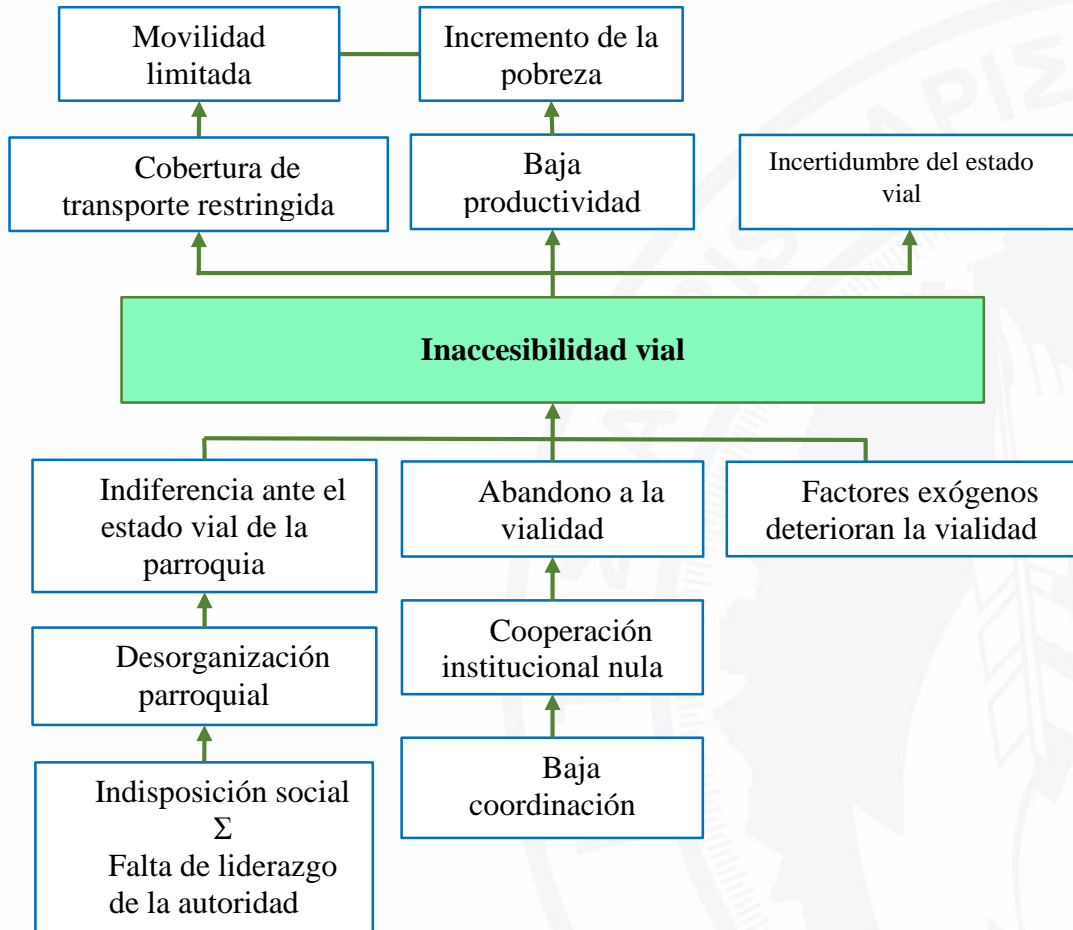 Movilidad
limitada
Incremento de la
pobreza
Cobertura de
transporte restringida
Baja
productividad
Incertidumbre del estado
vial
Inaccesibilidad vial
Indiferencia ante el
estado vial de la
parroquia
Abandono a la
vialidad
Factores exógenos
deterioran la vialidad
Desorganización
parroquial
Cooperación
institucional nula
Indisposición social
Σ
Falta de liderazgo
de la autoridad
Baja
coordinación